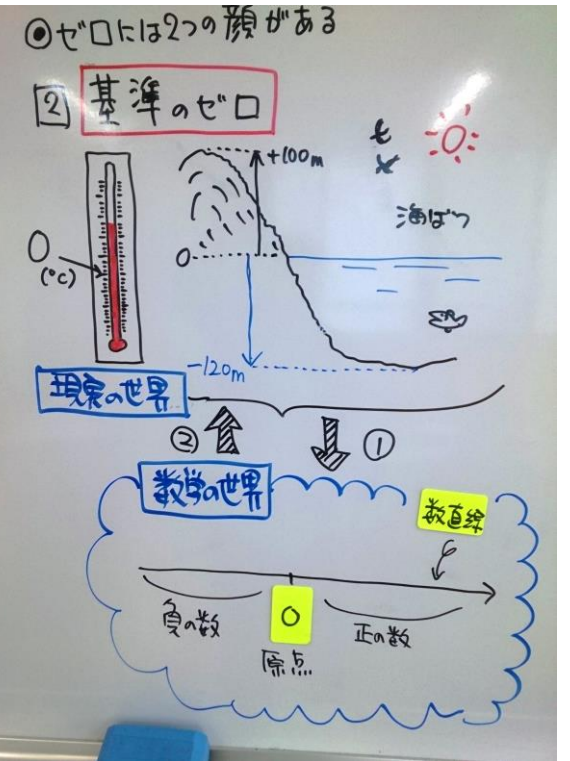 ◎ゼロには2つの顔がある
2 基準のゼロ
+100m
海ばつ
0
(℃)
0
-120m
現実の世界
② ①
数学の世界
数直線
負の数
0
正の数
原点